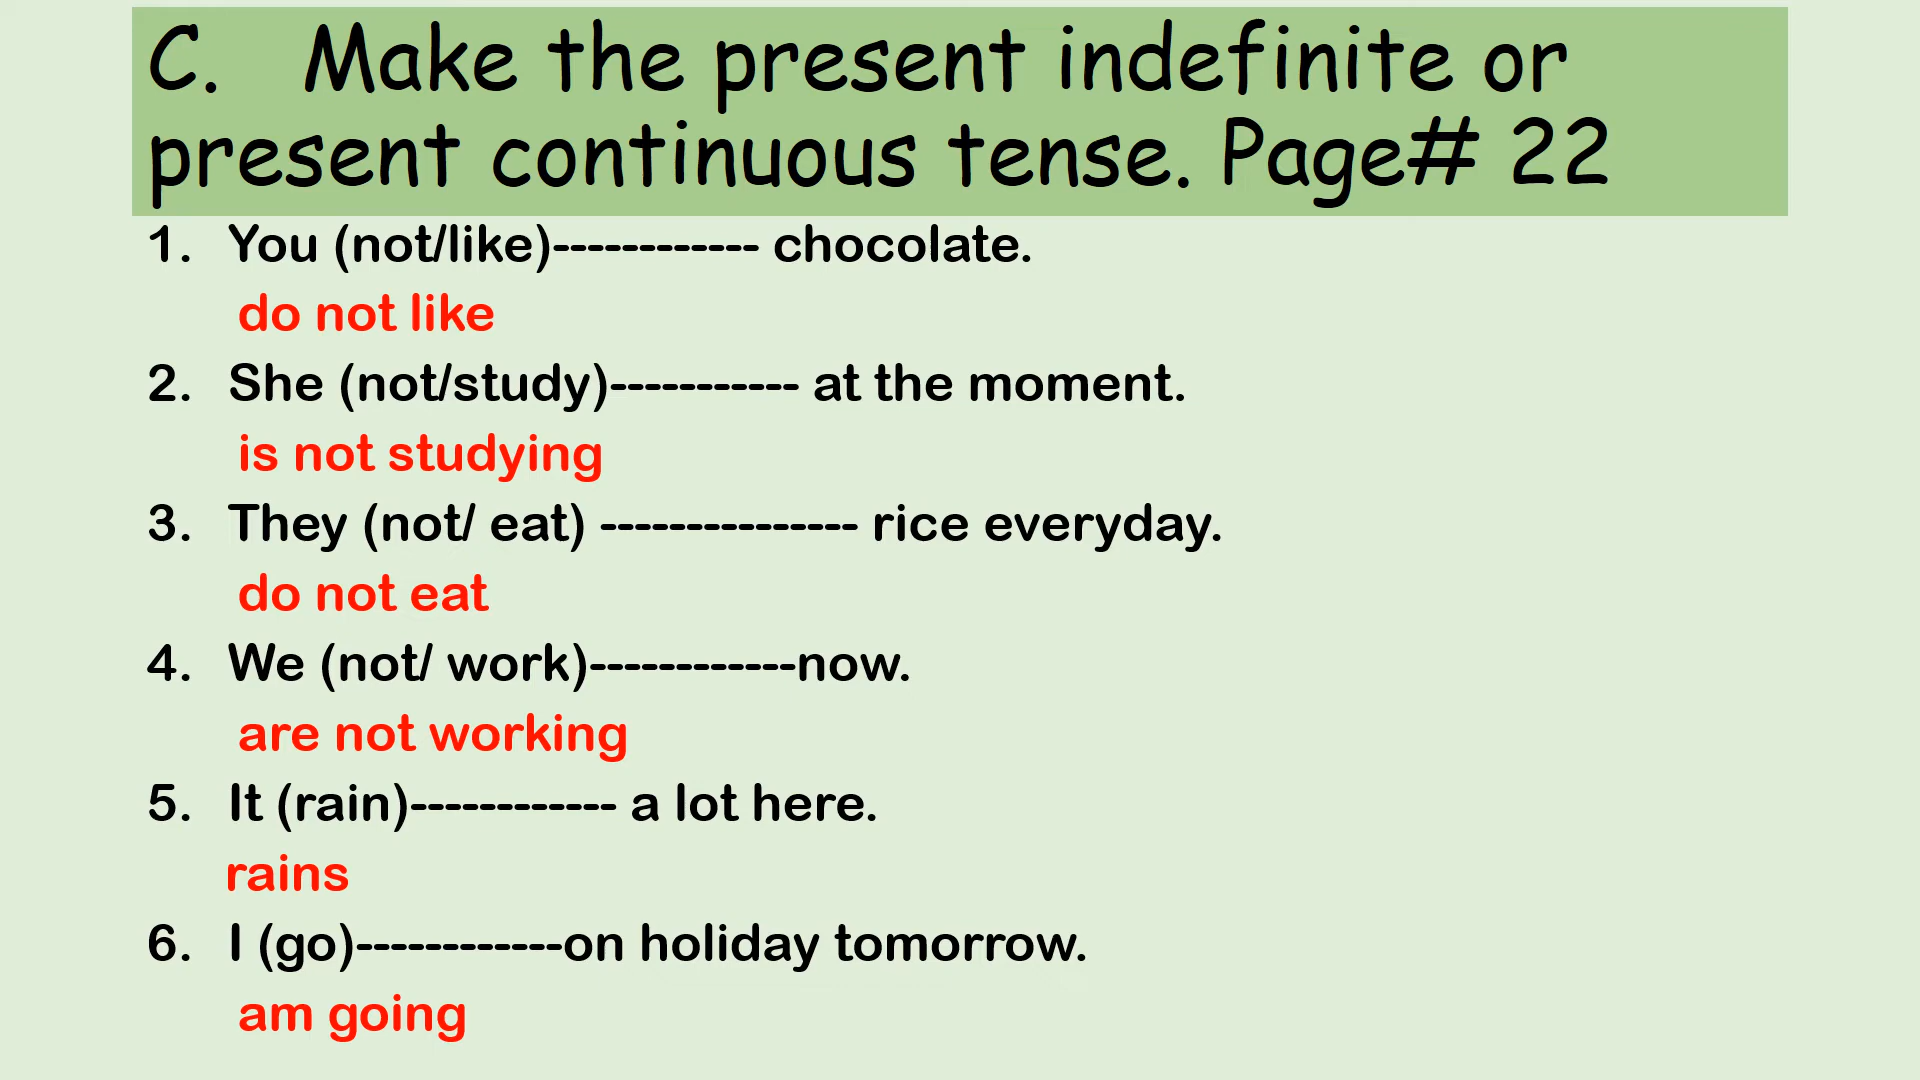 C. Make the present indefinite or
present continuous tense. Page# 22
1. You (not/like)------------ chocolate.
do not like
2. She (not/study)----------- at the moment.
is not studying
3. They (not/ eat) --------------- rice everyday.
do not eat
4. We (not/ work)------------now.
are not working
5. It (rain)------------ a lot here.
rains
6. I (go)------------on holiday tomorrow.
am going